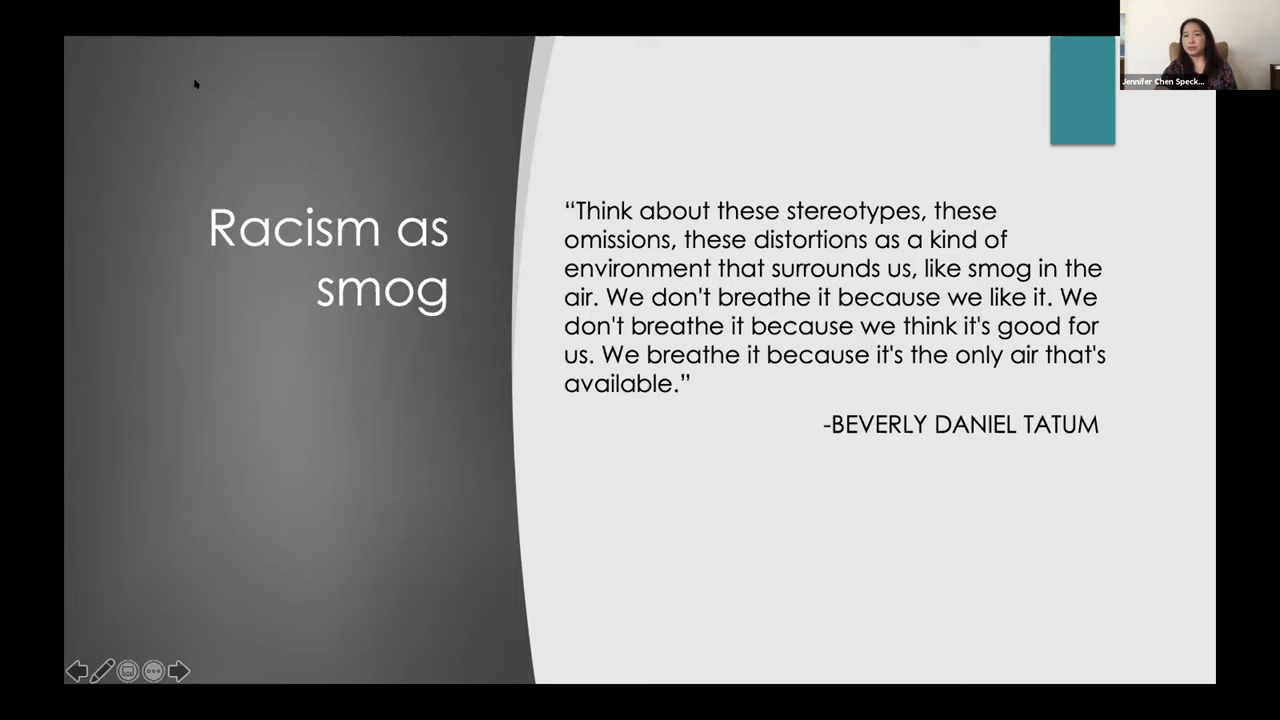 Jennifer Chen Speck...
Racism as
smog
“Think about these stereotypes, these
omissions, these distortions as a kind of
environment that surrounds us, like smog in the
air. We don't breathe it because we like it. We
don't breathe it because we think it's good for
us. We breathe it because it's the only air that's
available.”
-BEVERLY DANIEL TATUM